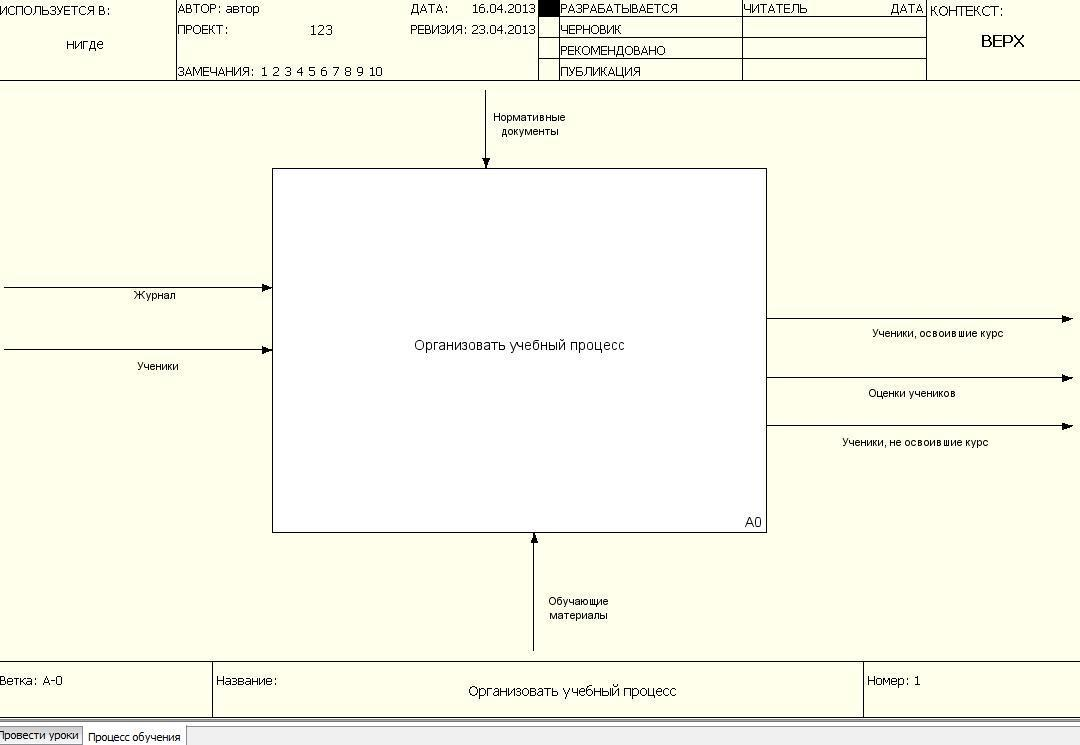 ИСПОЛЬЗУЕТСЯ В:
нигде
АВТОР: автор
ДАТА: 16.04.2013
ПРОЕКТ: 123
РЕВИЗИЯ: 23.04.2013
ЗАМЕЧАНИЯ: 1 2 3 4 5 6 7 8 9 10
РАЗРАБАТЫВАЕТСЯ
ЧЕРНОВИК
РЕКОМЕНДОВАНО
ПУБЛИКАЦИЯ
ЧИТАТЕЛЬ ДАТА
КОНТЕКСТ:
ВЕРХ
Нормативные
документы
Журнал
Ученики
Организовать учебный процесс
A0
Ученики, освоившие курс
Оценки учеников
Ученики, не освоившие курс
Обучающие
материалы
Ветка: A-0
Название:
Организовать учебный процесс
Номер: 1
Провести уроки
Процесс обучения